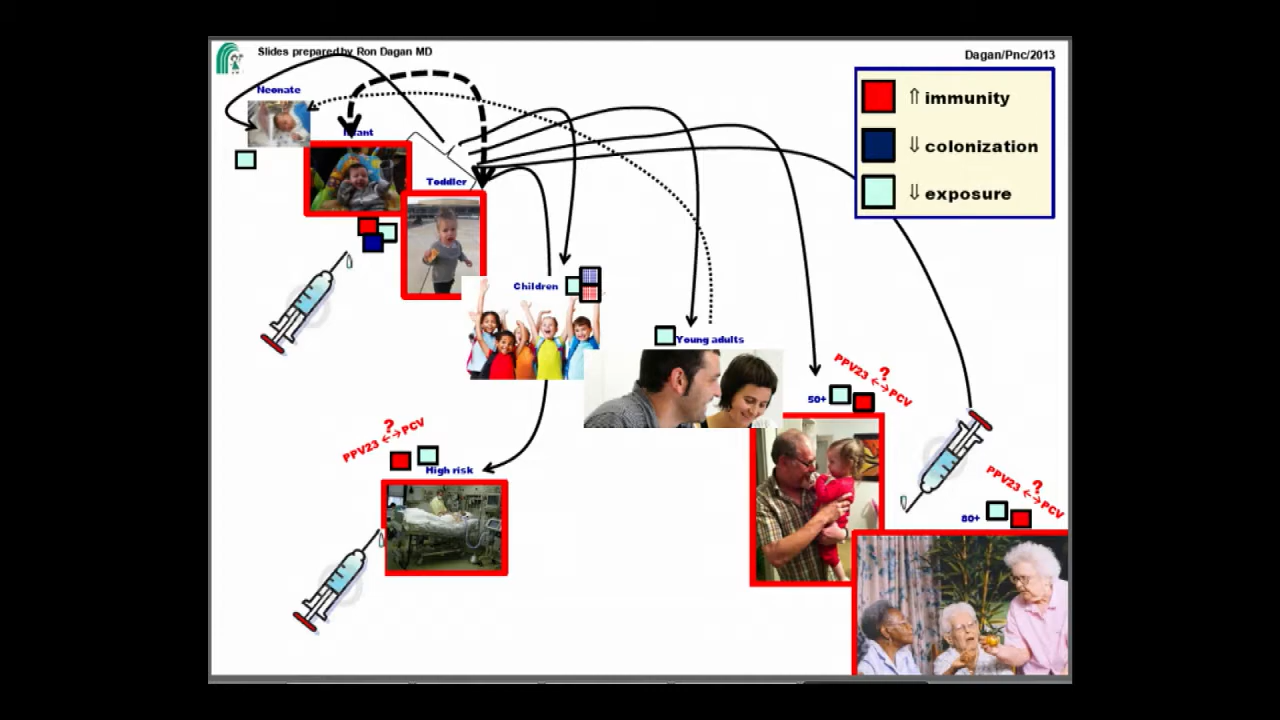 Slides prepared by Ron Dagan MD
Dagan/Pnc/2013
Neonate
⇑ immunity
⇓ colonization
⇓ exposure
Toddler
Children
Young adults
?
PPV23 ←→PCV
50+
?
PPV23 ←→PCV
High risk
?
PPV23 ←→PCV
80+